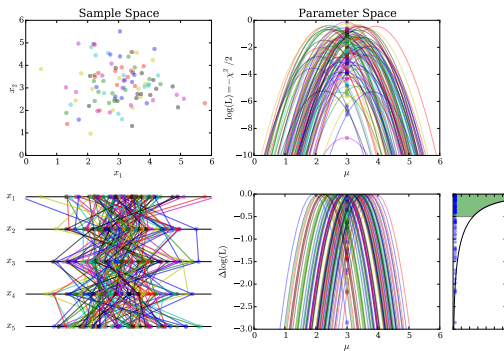 Sample Space
6
5
4
3
2
1
0
0 1 2 3 4 5 6
x₁
Parameter Space
0
−2
−4
−6
−8
−10
log(L)=−χ²/2
0 1 2 3 4 5 6
μ
x₁
x₂
x₃
x₄
x₅
0.0
−0.5
−1.0
−1.5
−2.0
−2.5
−3.0
Δlog(L)
0 1 2 3 4 5 6
μ